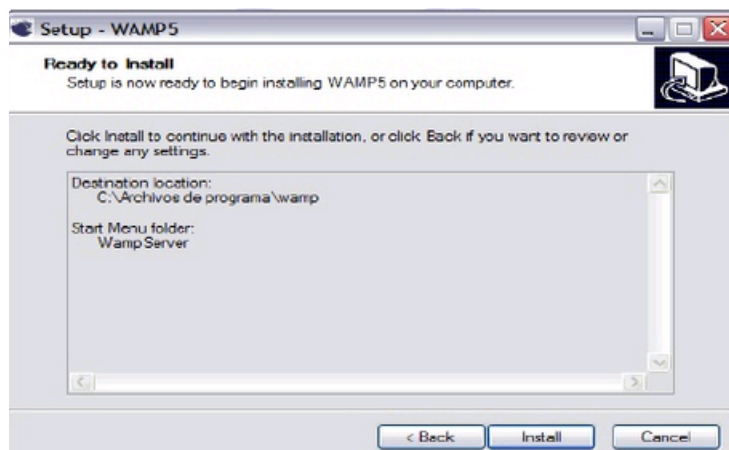 Setup - WAMP5
Ready to Install
Setup is now ready to begin installing WAMP5 on your computer.
Click Install to continue with the installation, or click Back if you want to review or
change any settings.
Destination location:
C:\Archivos de programa\wamp
Start Menu folder:
WampServer
< Back
Install
Cancel